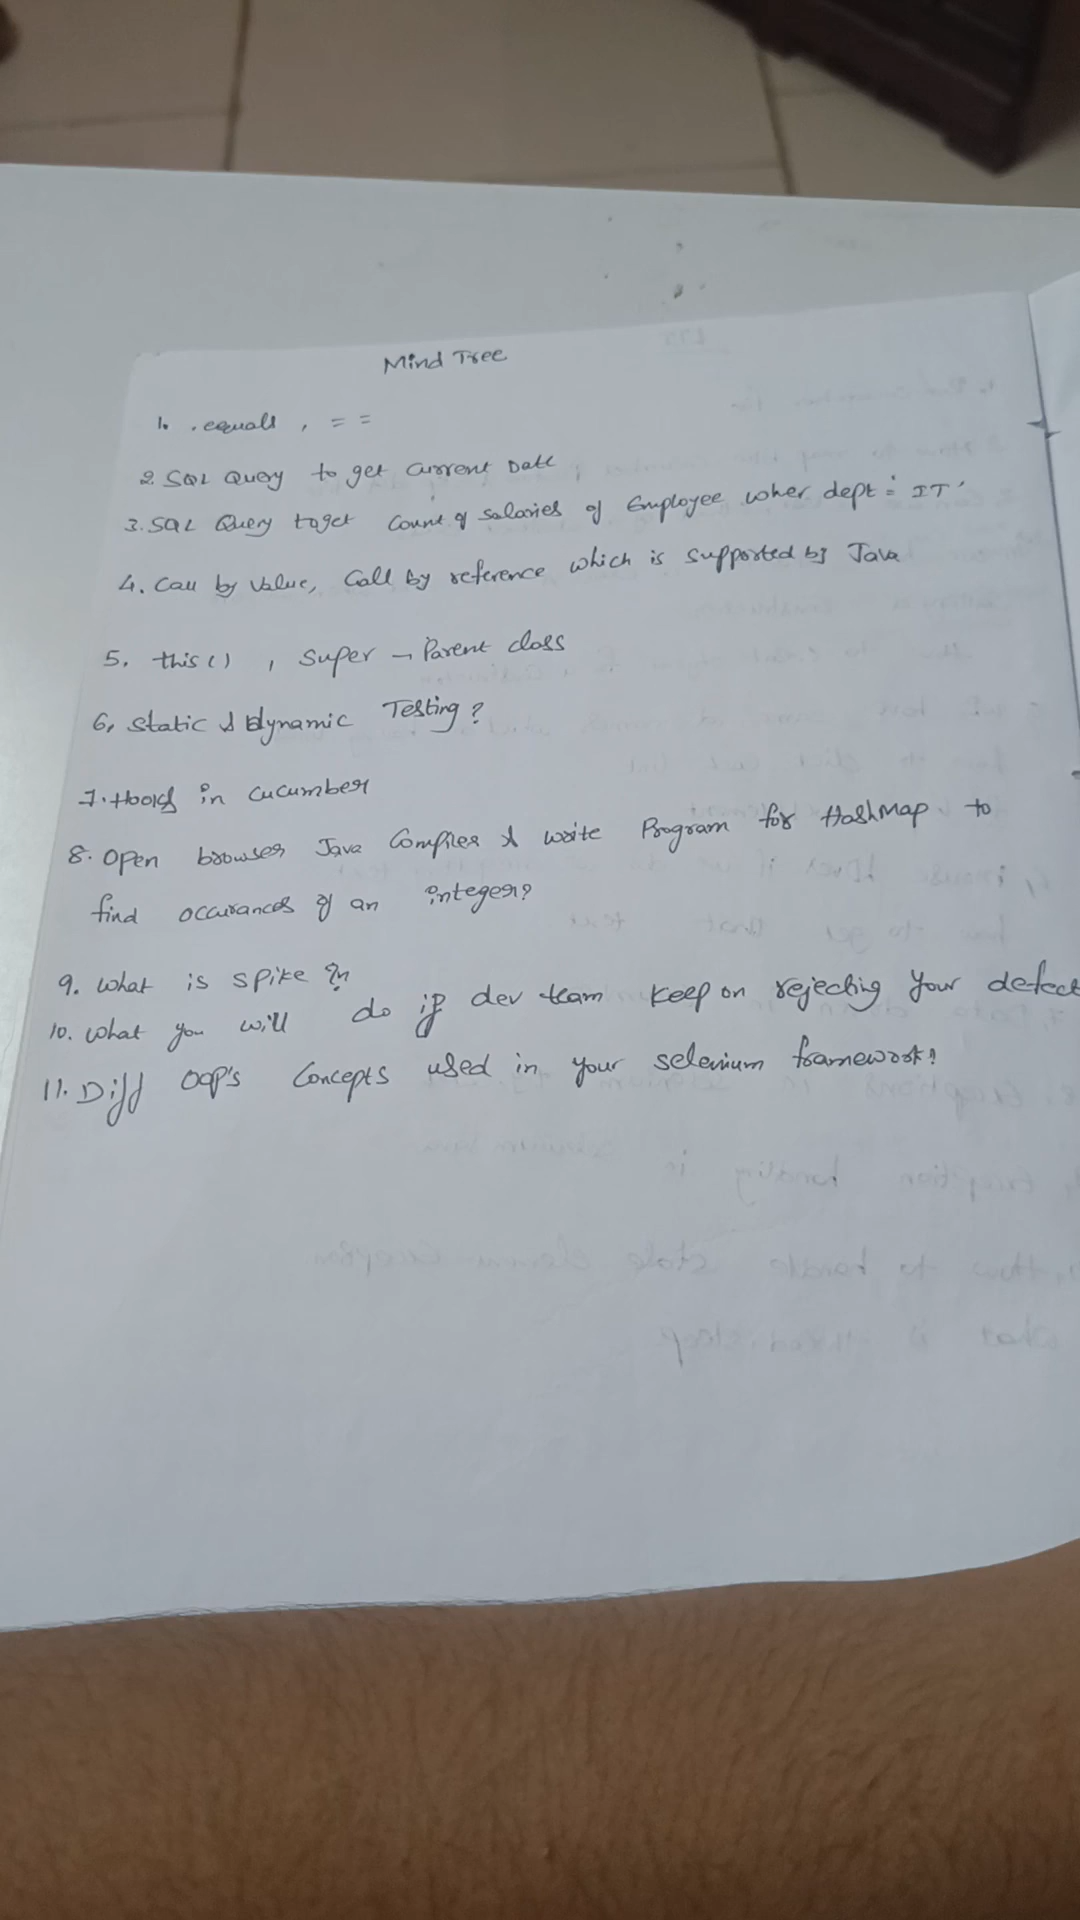 Mind Tree
1. .equals , = =
2. SQL Query to get Current Date
3. SQL Query toget Count of Salaries of Employee wher dept = IT'
4. Call by Value, Call by reference which is supported by Java
5. this() , Super → Parent class
6, Static & dynamic Testing?
7. Hooks in cucumber
8. Open browser Java Compiler & write Program for HashMap to
find occurances of an integer?
9. What is spike in
10. What you will do if dev team keep on rejecting your defect
11. Diff oop's Concepts used in your selenium framework?